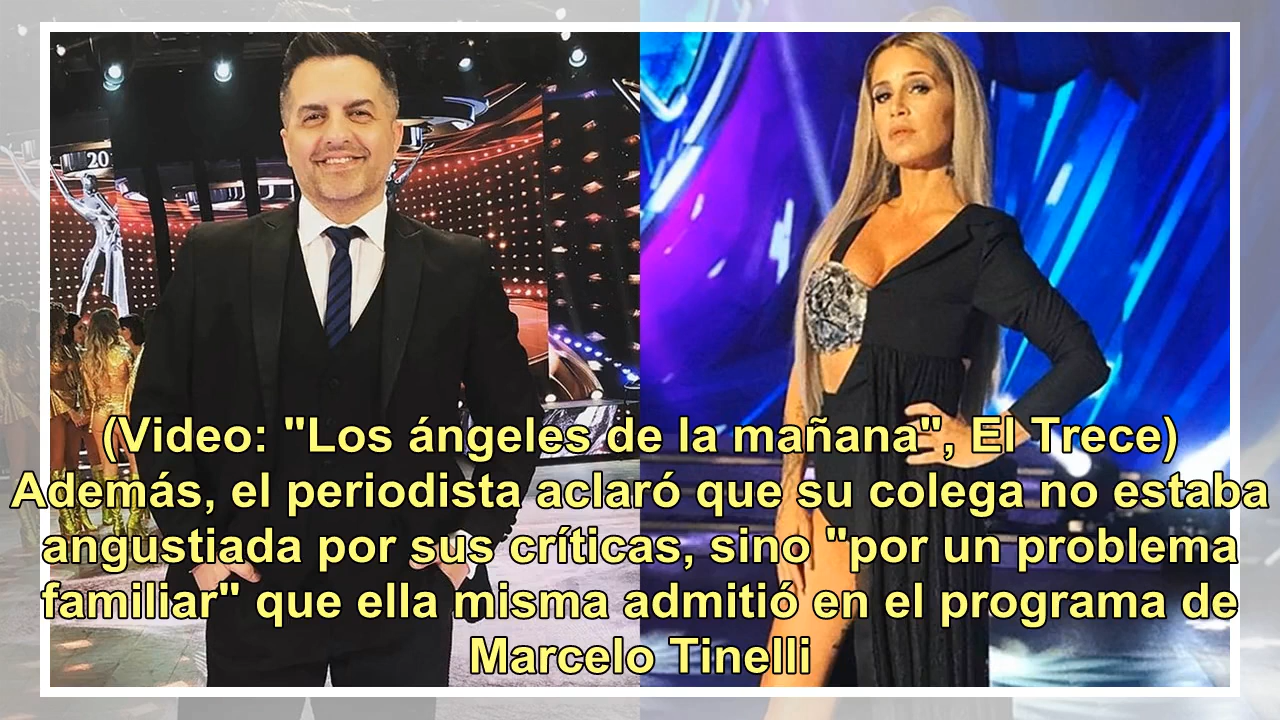 20
(Video: "Los ángeles de la mañana", El Trece)
Además, el periodista aclaró que su colega no estaba
angustiada por sus críticas, sino "por un problema
familiar" que ella misma admitió en el programa de
Marcelo Tinelli